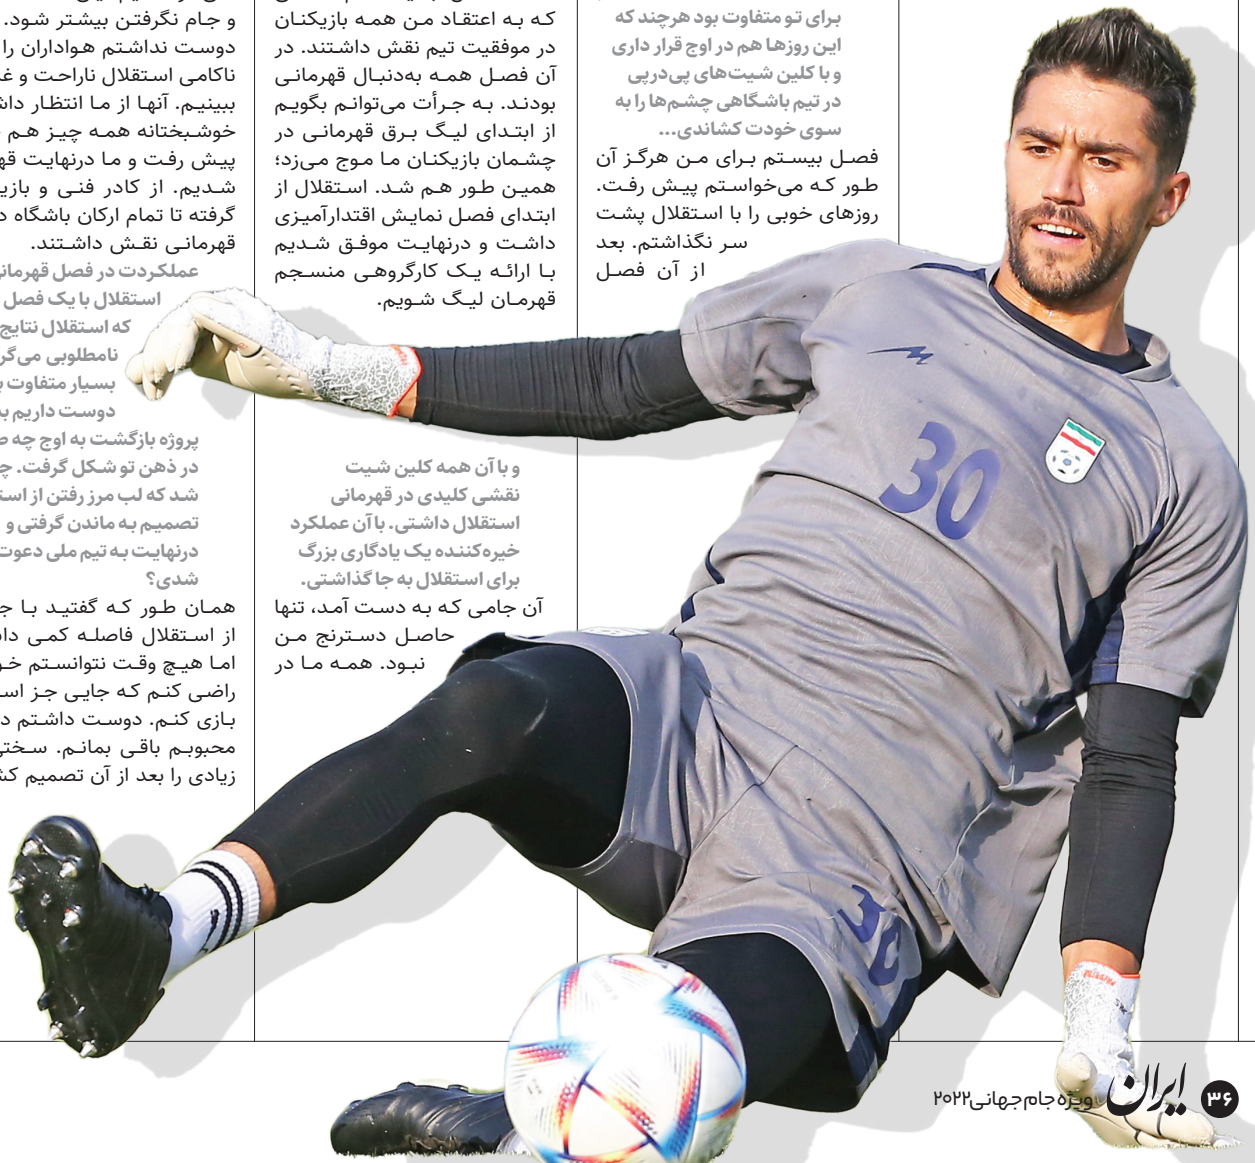 برای تو متفاوت بود هرچند که
این روزها هم در اوج قرار داری
و با کلین شیت‌های پی‌درپی
در تیم باشگاهی چشم‌ها را به
سوی خودت کشاندی...
فصل بیستم برای من هرگز آن
طور که می‌خواستم پیش رفت.
روزهای خوبی را با استقلال پشت
سر نگذاشتم. بعد
از آن فصل
که به اعتقاد من همه بازیکنان
در موفقیت تیم نقش داشتند. در
آن فصل همه به‌دنبال قهرمانی
بودند. به جرأت می‌توانم بگویم
از ابتدای لیگ برق قهرمانی در
چشمان بازیکنان ما موج می‌زد؛
همین طور هم شد. استقلال از
ابتدای فصل نمایش اقتدارآمیزی
داشت و درنهایت موفق شدیم
با ارائه یک کارگروهی منسجم
قهرمان لیگ شویم.
و با آن همه کلین شیت
نقشی کلیدی در قهرمانی
استقلال داشتی. با آن عملکرد
خیره‌کننده یک یادگاری بزرگ
برای استقلال به جا گذاشتی.
آن جامی که به دست آمد، تنها
حاصل دسترنج من
نبود. همه ما در
و جام نگرفتن بیشتر شود.
دوست نداشتم هواداران را
ناکامی استقلال ناراحت و
ببینیم. آنها از ما انتظار
خوشبختانه همه چیز هم
پیش رفت و ما درنهایت
شدیم. از کادر فنی و
گرفته تا تمام ارکان باشگاه
قهرمانی نقش داشتند.
عملکردت در فصل قهرمانی
استقلال با یک فصل
که استقلال نتایج
نامطلوبی
بسیار متفاوت
دوست داریم
پروژه بازگشت به اوج چه
در ذهن تو شکل گرفت.
شد که لب مرز رفتن از
تصمیم به ماندن گرفتی و
درنهایت به تیم ملی دعوت
شدی؟
همان طور که گفتید با
از استقلال فاصله کمی
اما هیچ وقت نتوانستم
راضی کنم که جایی جز
بازی کنم. دوست داشتم
محبوبم باقی بمانم.
زیادی را بعد از آن تصمیم
30
30
۳۶ ایران ویژه جام جهانی ۲۰۲۲